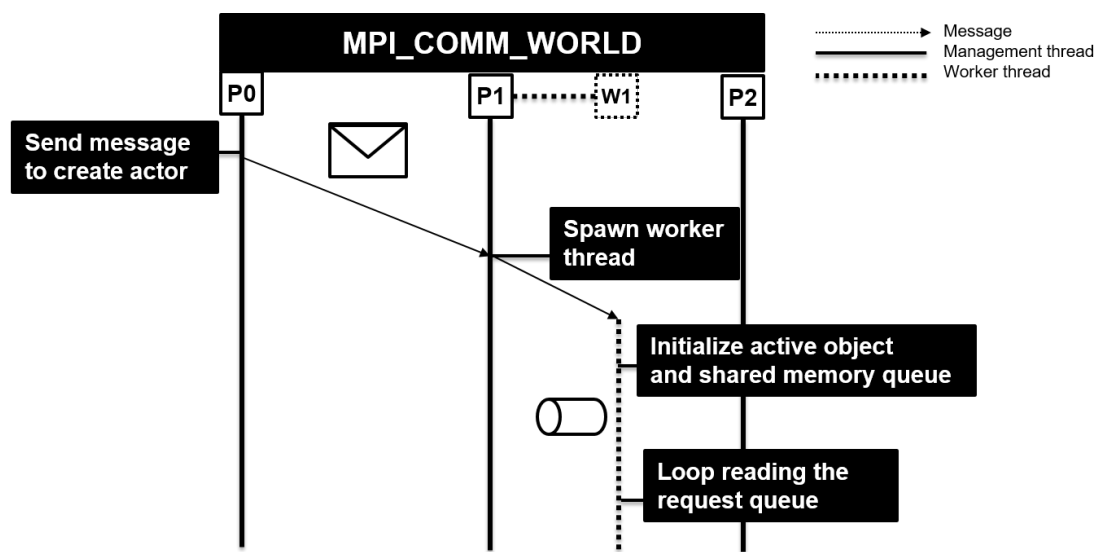 MPI_COMM_WORLD
Message
Management thread
Worker thread
P0
P1
W1
P2
Send message
to create actor
Spawn worker
thread
Initialize active object
and shared memory queue
Loop reading the
request queue